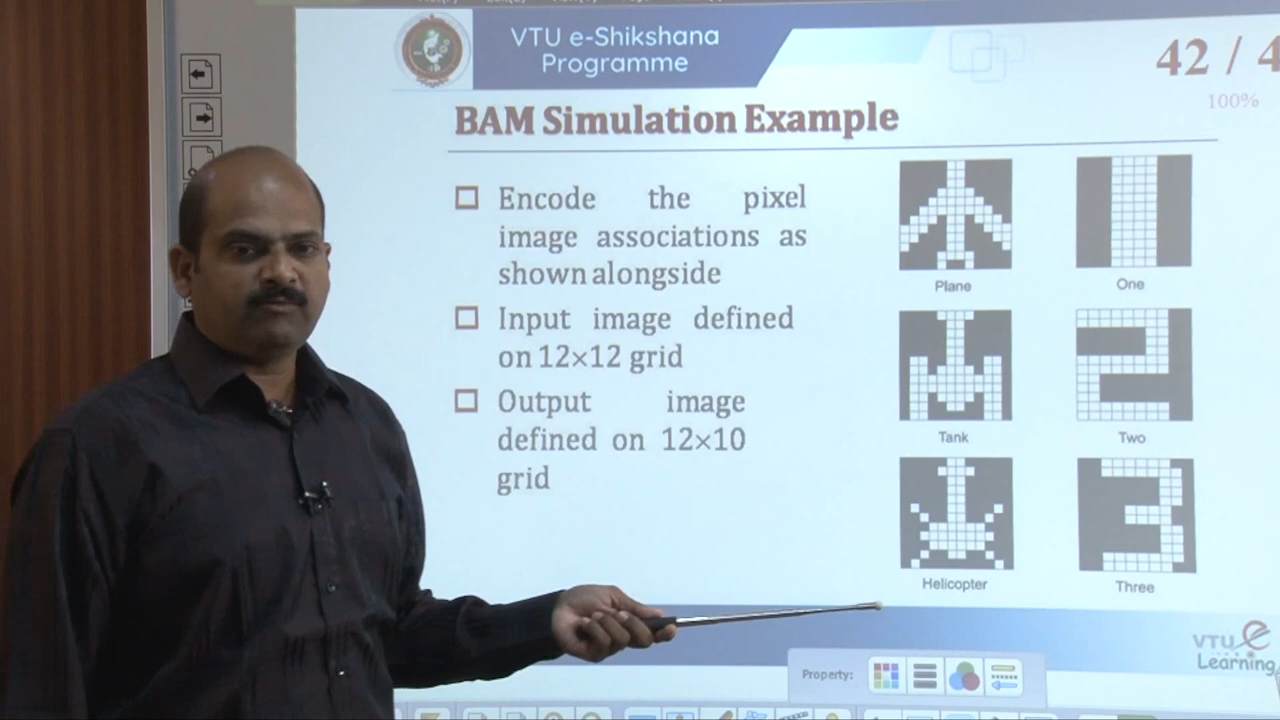 VTU e-Shikshana
Programme
42 / 4
100%
BAM Simulation Example
Encode the pixel
image associations as
shown alongside
Input image defined
on 12×12 grid
Output image
defined on 12×10
grid
Plane
One
Tank
Two
Helicopter
Three
VTU e
Learning
Property: